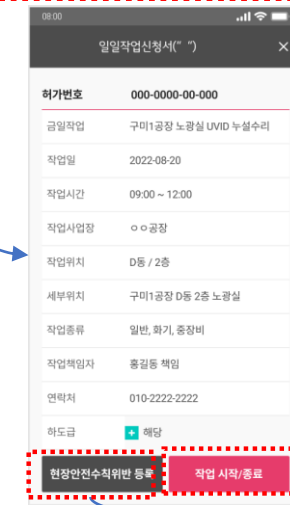 08:00
일일작업신청서(" ")
허가번호 000-0000-00-000
금일작업 구미1공장 노광실 UVID 누설수리
작업일 2022-08-20
작업시간 09:00 ~ 12:00
작업사업장 ㅇㅇ공장
작업위치 D동 / 2층
세부위치 구미1공장 D동 2층 노광실
작업종류 일반, 화기, 중장비
작업책임자 홍길동 책임
연락처 010-2222-2222
하도급 해당
현장안전수칙위반 등록 작업 시작/종료